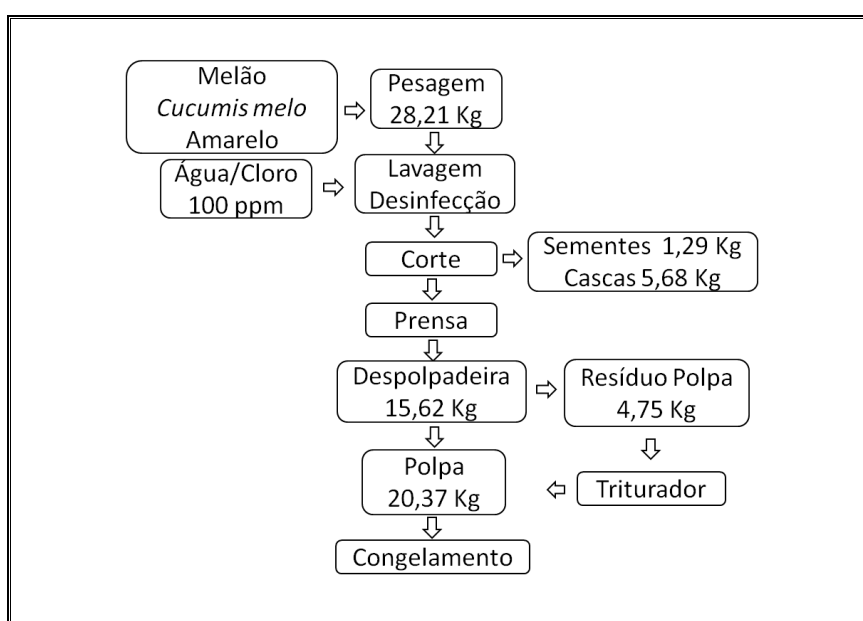 Melão
Cucumis melo
Amarelo
Pesagem
28,21 Kg
Água/Cloro
100 ppm
Lavagem
Desinfecção
Corte
Sementes 1,29 Kg
Cascas 5,68 Kg
Prensa
Despolpadeira
15,62 Kg
Resíduo Polpa
4,75 Kg
Polpa
20,37 Kg
Triturador
Congelamento